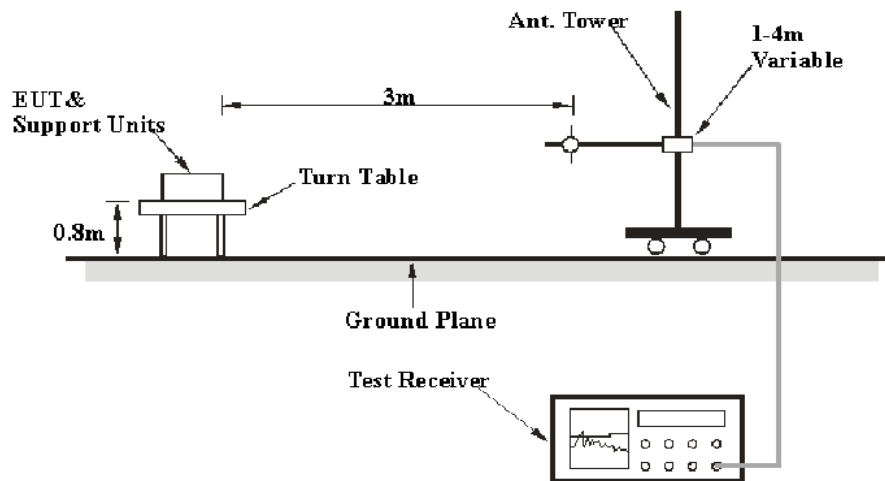 Ant. Tower
1-4m
Variable
3m
EUT&
Support Units
Turn Table
0.8m
Ground Plane
Test Receiver